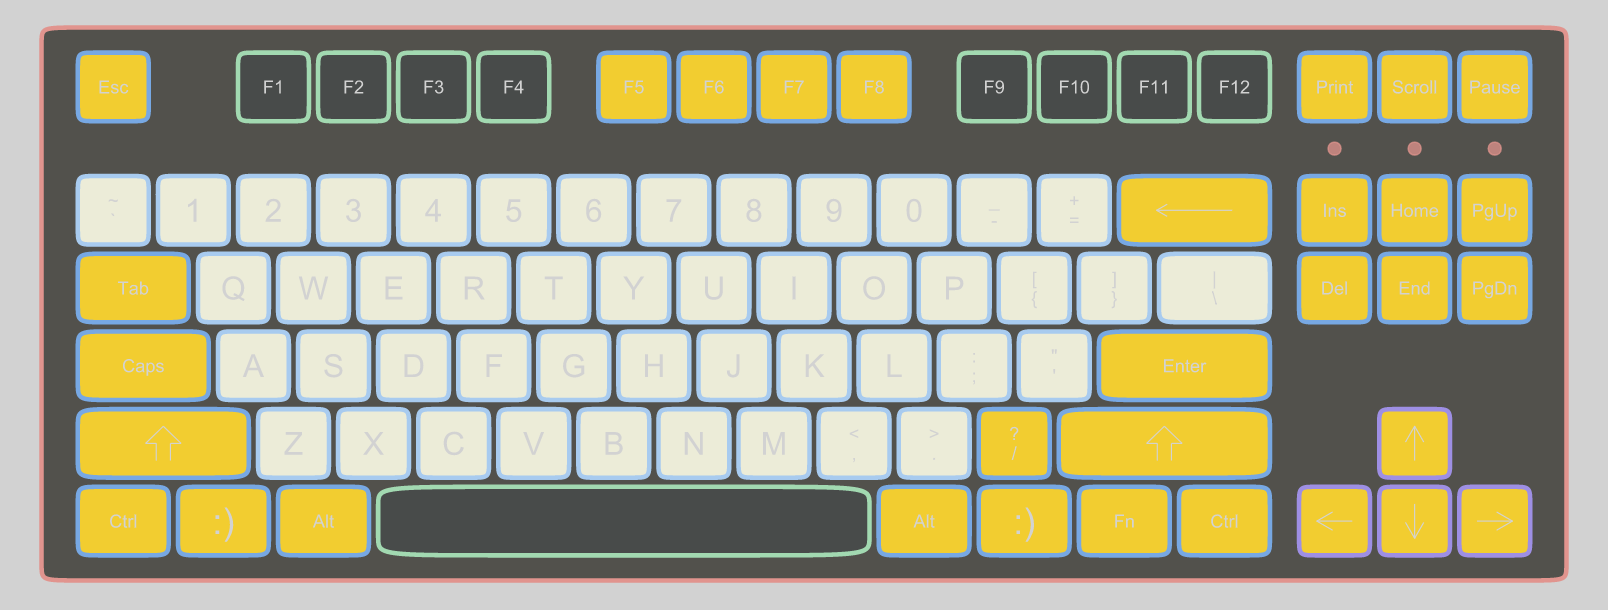 Esc F1 F2 F3 F4 F5 F6 F7 F8 F9 F10 F11 F12 Print Scroll Pause
~ 1 2 3 4 5 6 7 8 9 0 _ + Ins Home PgUp
- =
Tab Q W E R T Y U I O P [ ] | Del End PgDn
{ } \
Caps A S D F G H J K L : " Enter
; '
Z X C V B N M < > ?
, . /
Ctrl :) Alt Alt :) Fn Ctrl